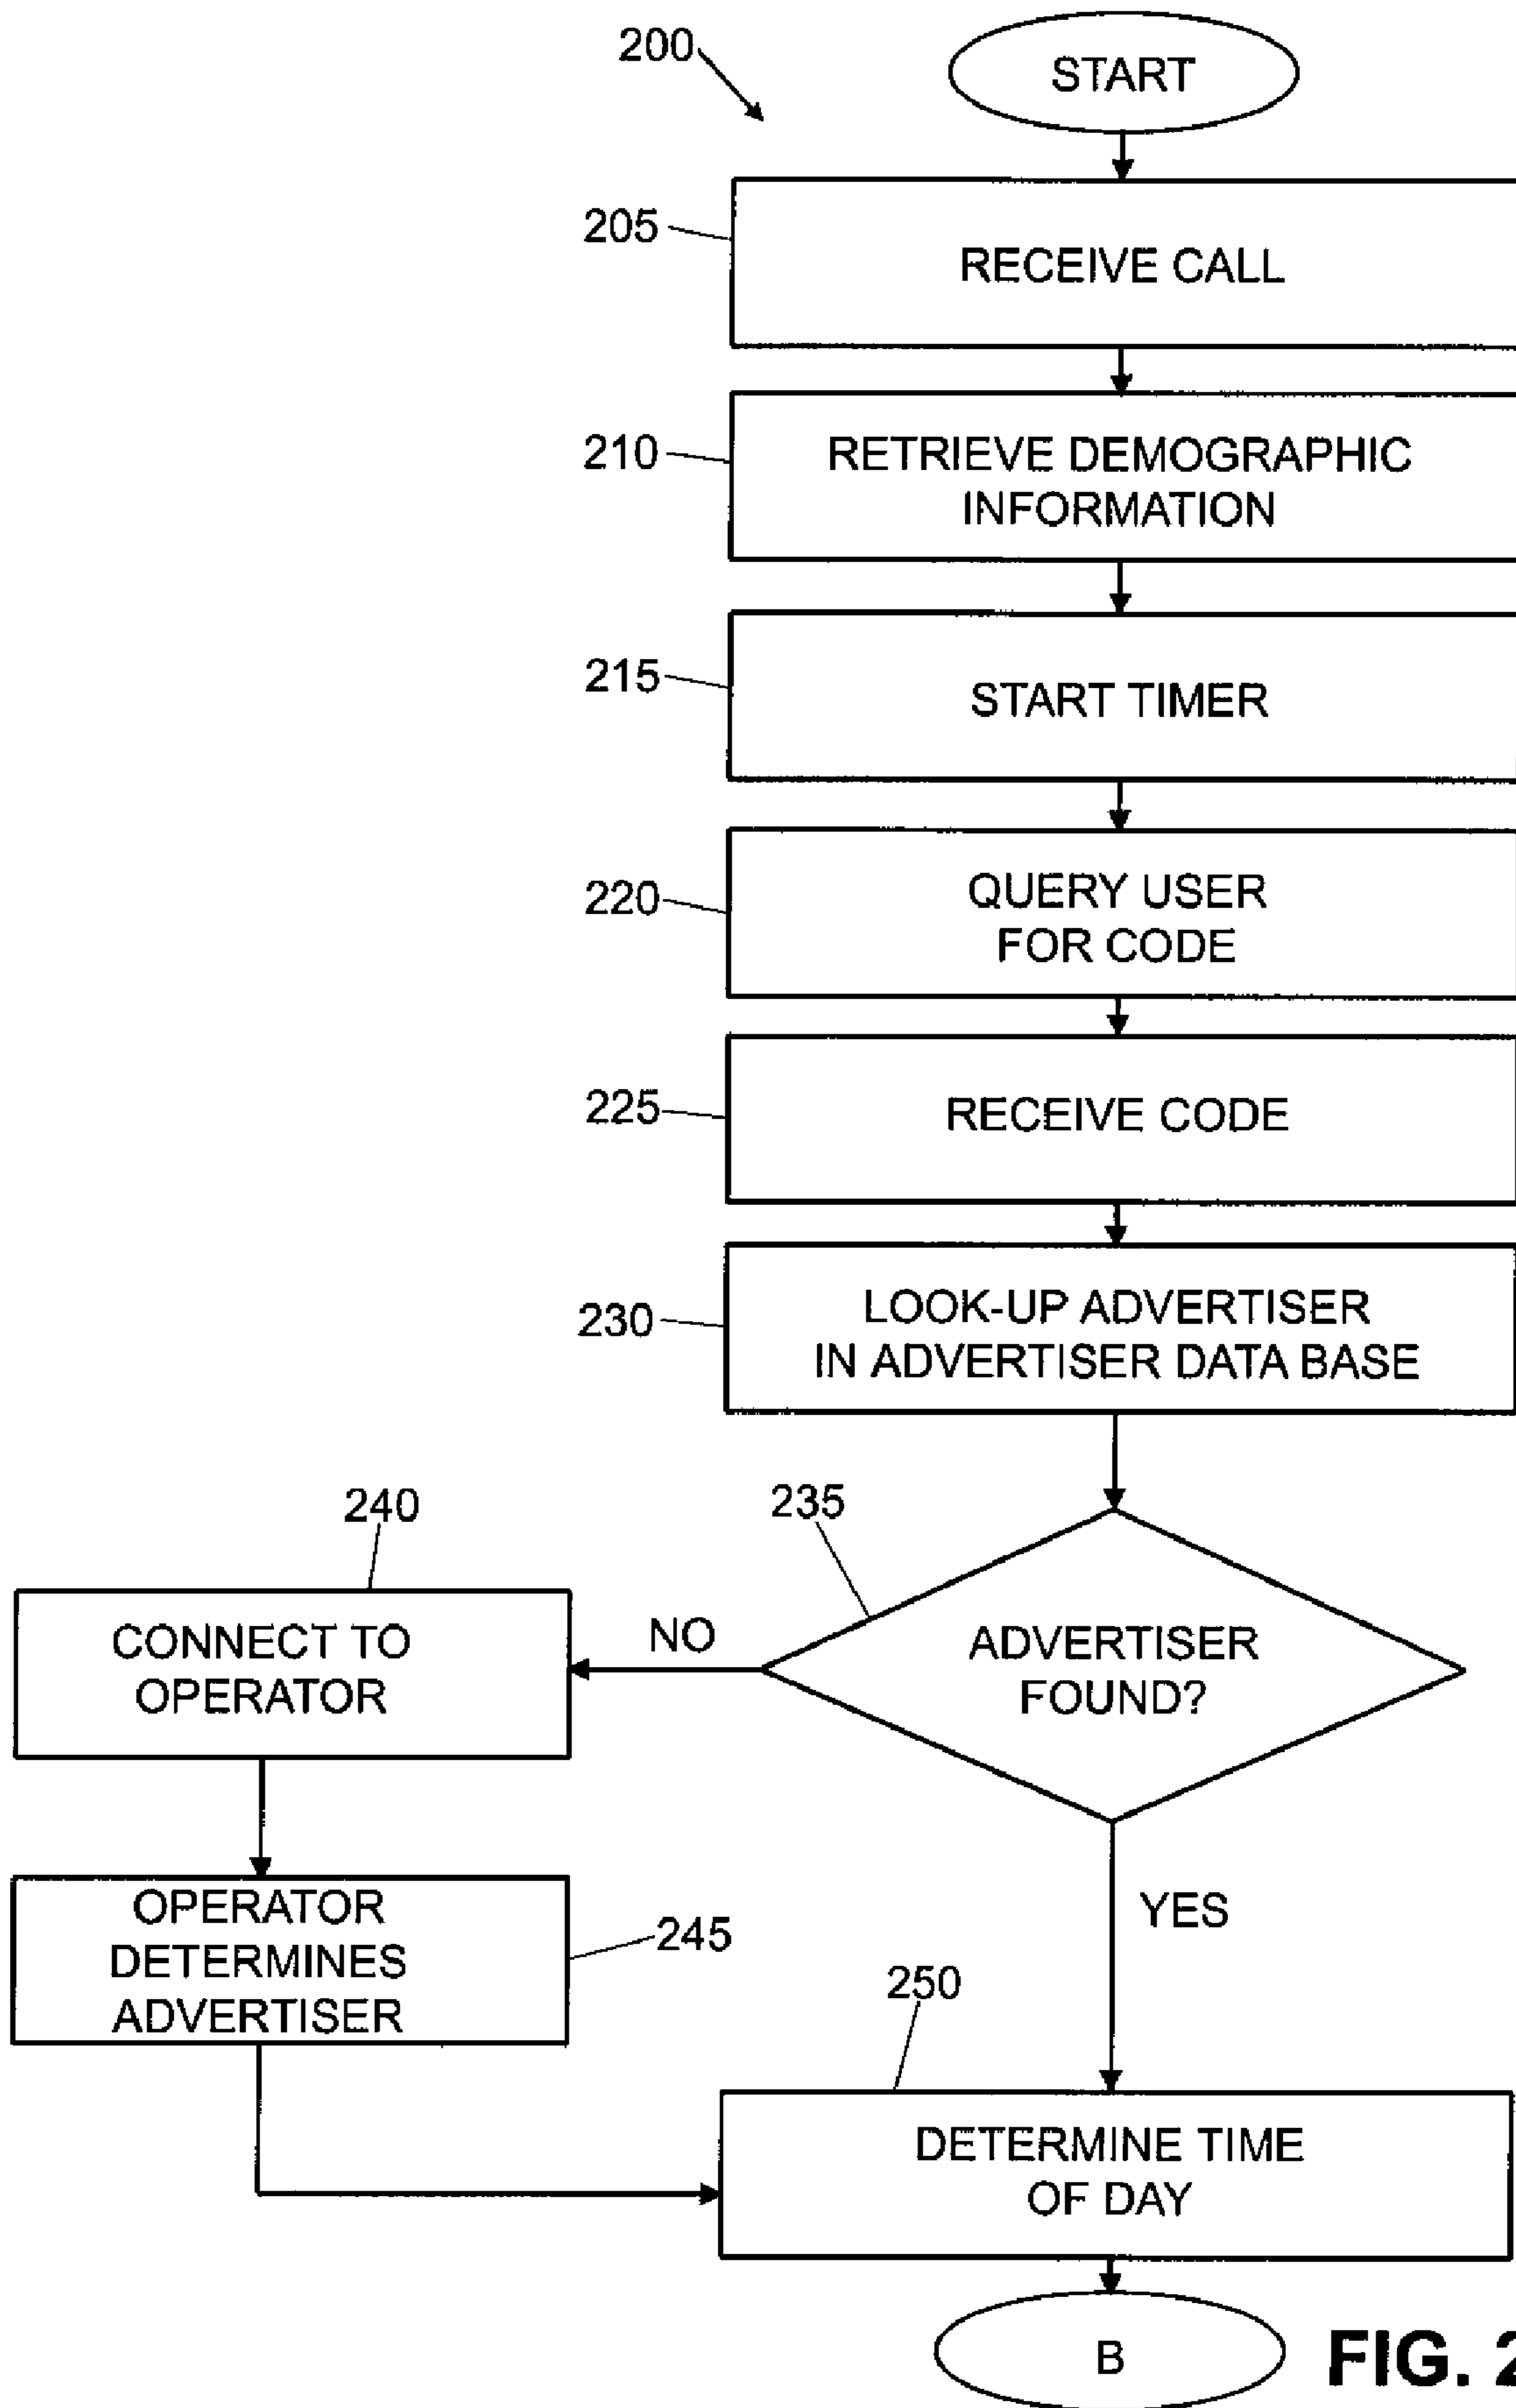 200
START
205
RECEIVE CALL
210
RETRIEVE DEMOGRAPHIC
INFORMATION
215
START TIMER
220
QUERY USER
FOR CODE
225
RECEIVE CODE
230
LOOK-UP ADVERTISER
IN ADVERTISER DATA BASE
240
235
CONNECT TO
OPERATOR
NO
ADVERTISER
FOUND?
OPERATOR
DETERMINES
ADVERTISER
245
YES
250
DETERMINE TIME
OF DAY
B
FIG. 2